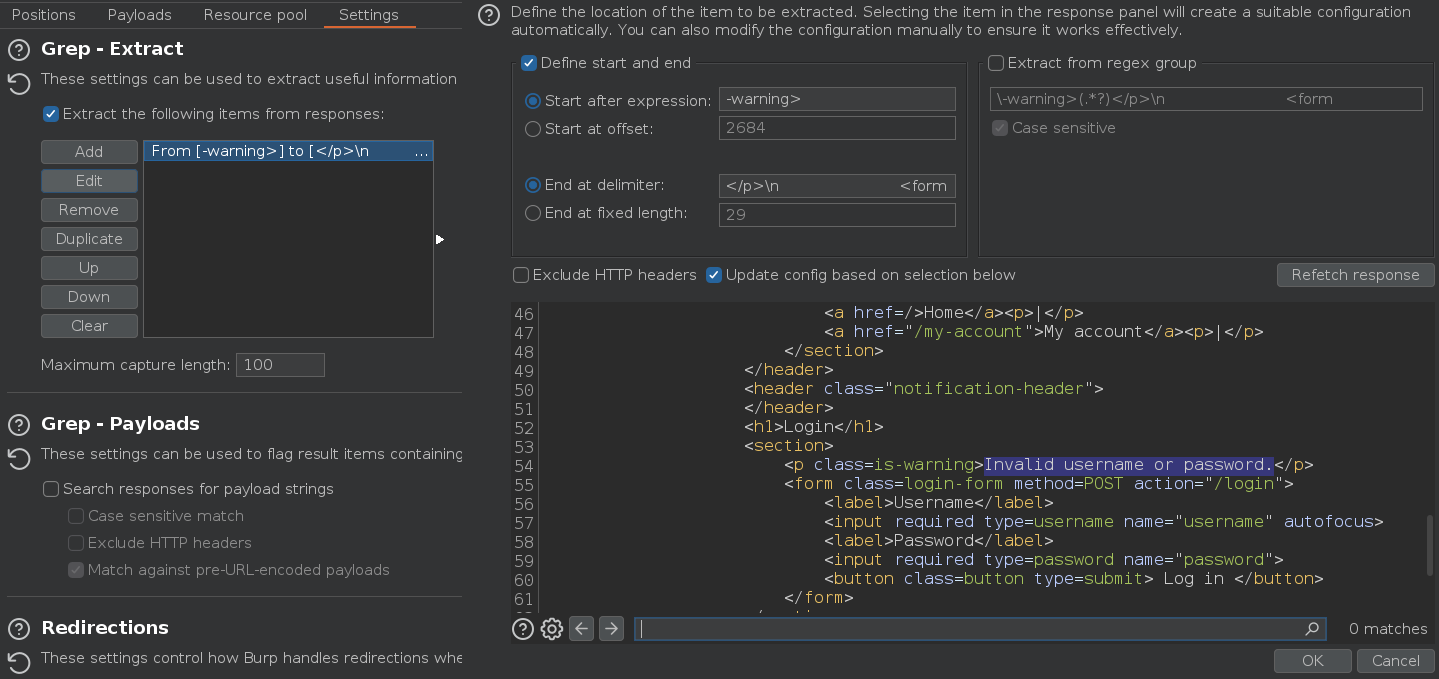 Positions Payloads Resource pool Settings
Grep - Extract
These settings can be used to extract useful information
Extract the following items from responses:
Add
Edit
Remove
Duplicate
Up
Down
Clear
From [-warning>] to [</p>\n ...
Maximum capture length: 100
Grep - Payloads
These settings can be used to flag result items containing
Search responses for payload strings
Case sensitive match
Exclude HTTP headers
Match against pre-URL-encoded payloads
Redirections
These settings control how Burp handles redirections whe
Define the location of the item to be extracted. Selecting the item in the response panel will create a suitable configuration
automatically. You can also modify the configuration manually to ensure it works effectively.
Define start and end
Start after expression: -warning>
Start at offset: 2684
End at delimiter: </p>\n <form
End at fixed length: 29
Extract from regex group
\-warning>(.*?)</p>\n <form
Case sensitive
Exclude HTTP headers Update config based on selection below Refetch response
46 <a href=/>Home</a><p>|</p>
47 <a href="/my-account">My account</a><p>|</p>
48 </section>
49 </header>
50 <header class="notification-header">
51 </header>
52 <h1>Login</h1>
53 <section>
54 <p class=is-warning>Invalid username or password.</p>
55 <form class=login-form method=POST action="/login">
56 <label>Username</label>
57 <input required type=username name="username" autofocus>
58 <label>Password</label>
59 <input required type=password name="password">
60 <button class=button type=submit> Log in </button>
61 </form>
0 matches
OK Cancel